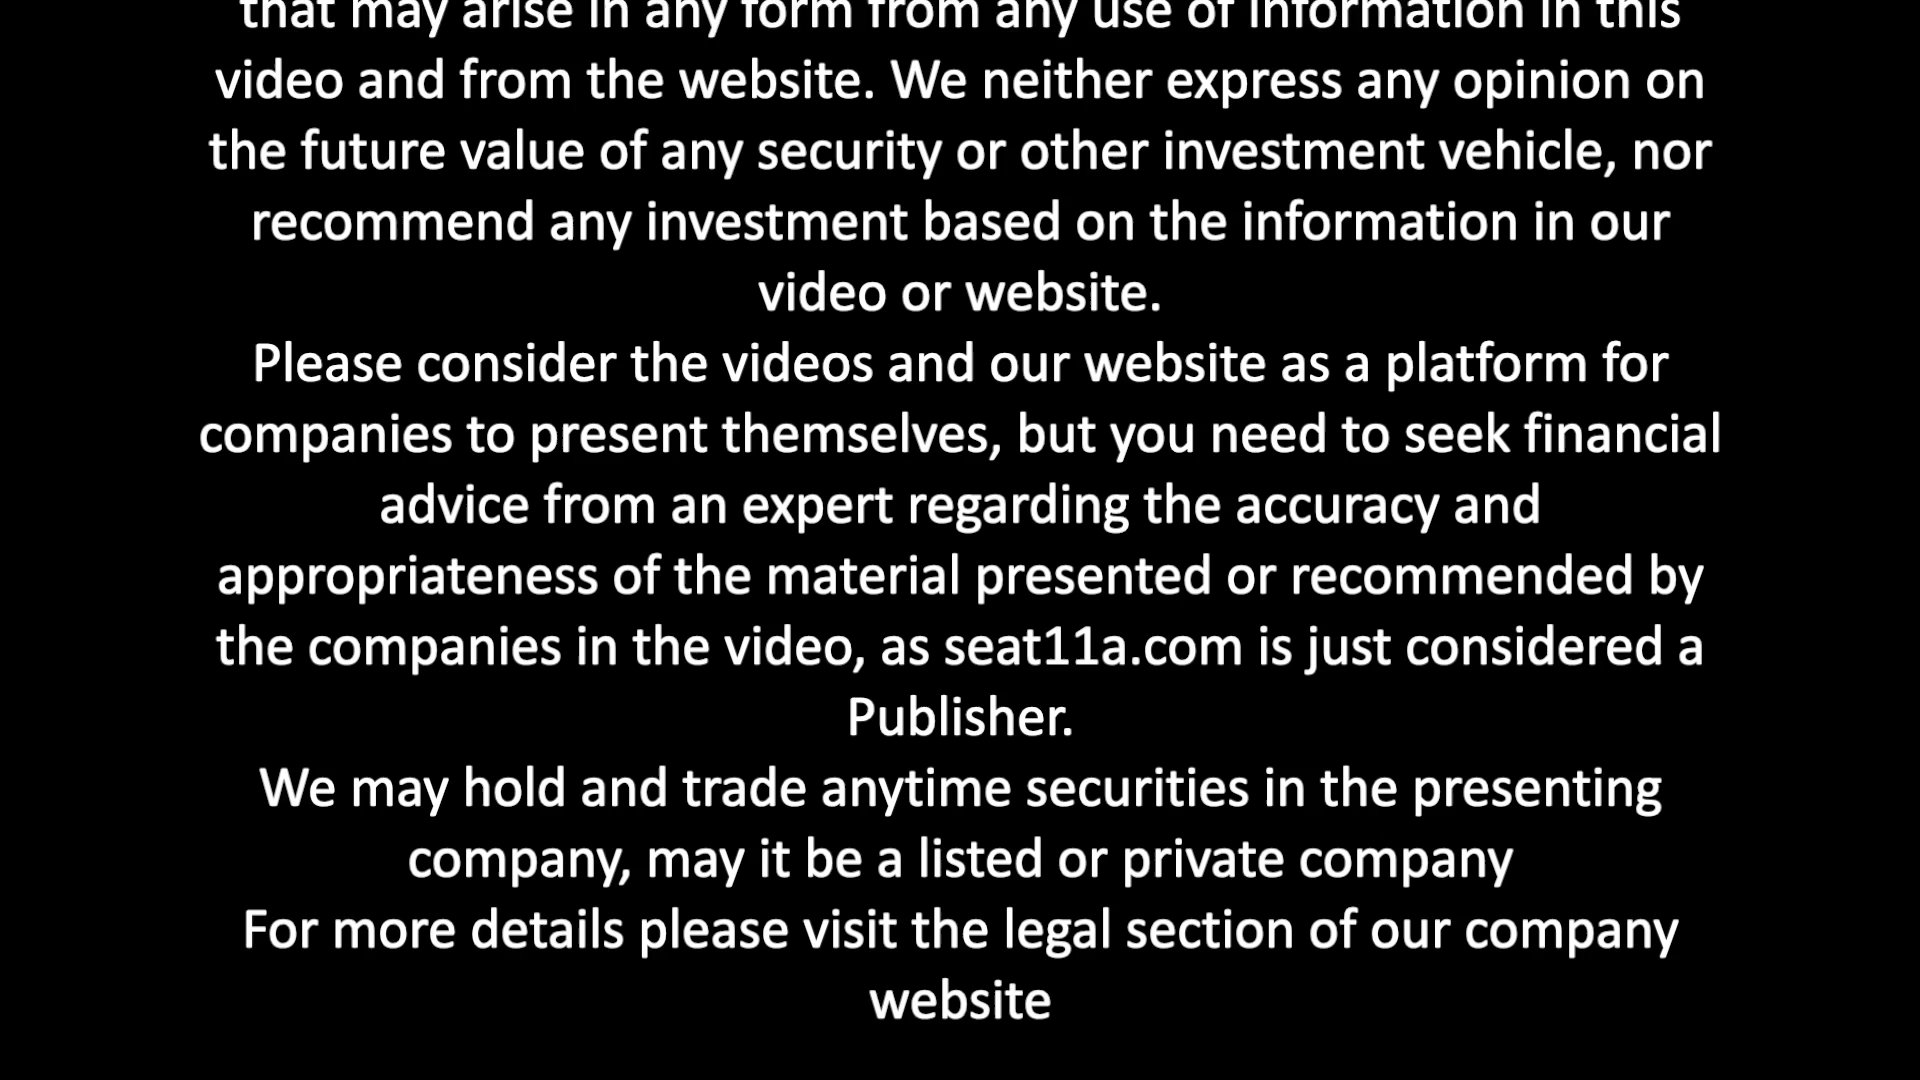 that may arise in any form from any use of information in this
video and from the website. We neither express any opinion on
the future value of any security or other investment vehicle, nor
recommend any investment based on the information in our
video or website.
Please consider the videos and our website as a platform for
companies to present themselves, but you need to seek financial
advice from an expert regarding the accuracy and
appropriateness of the material presented or recommended by
the companies in the video, as seat11a.com is just considered a
Publisher.
We may hold and trade anytime securities in the presenting
company, may it be a listed or private company
For more details please visit the legal section of our company
website